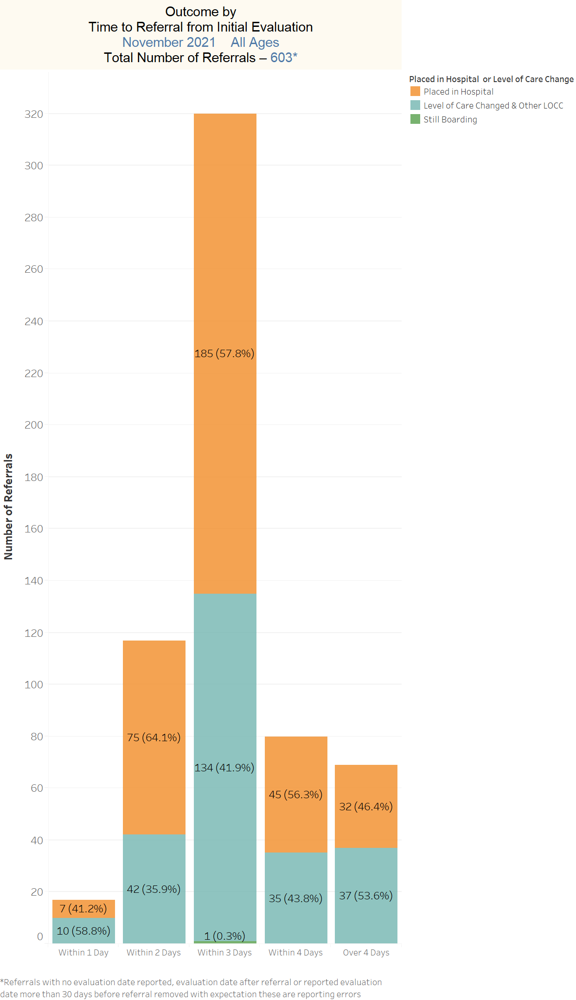 Outcome by
Time to Referral from Initial Evaluation
November 2021 All Ages
Total Number of Referrals – 603*
Placed in Hospital or Level of Care Change
Placed in Hospital
Level of Care Changed & Other LOCC
Still Boarding
Number of Referrals
320
300
280
260
240
220
200
180
160
140
120
100
80
60
40
20
0
7 (41.2%)
10 (58.8%)
75 (64.1%)
42 (35.9%)
185 (57.8%)
134 (41.9%)
1 (0.3%)
45 (56.3%)
35 (43.8%)
32 (46.4%)
37 (53.6%)
Within 1 Day
Within 2 Days
Within 3 Days
Within 4 Days
Over 4 Days
*Referrals with no evaluation date reported, evaluation date after referral or reported evaluation
date more than 30 days before referral removed with expectation these are reporting errors